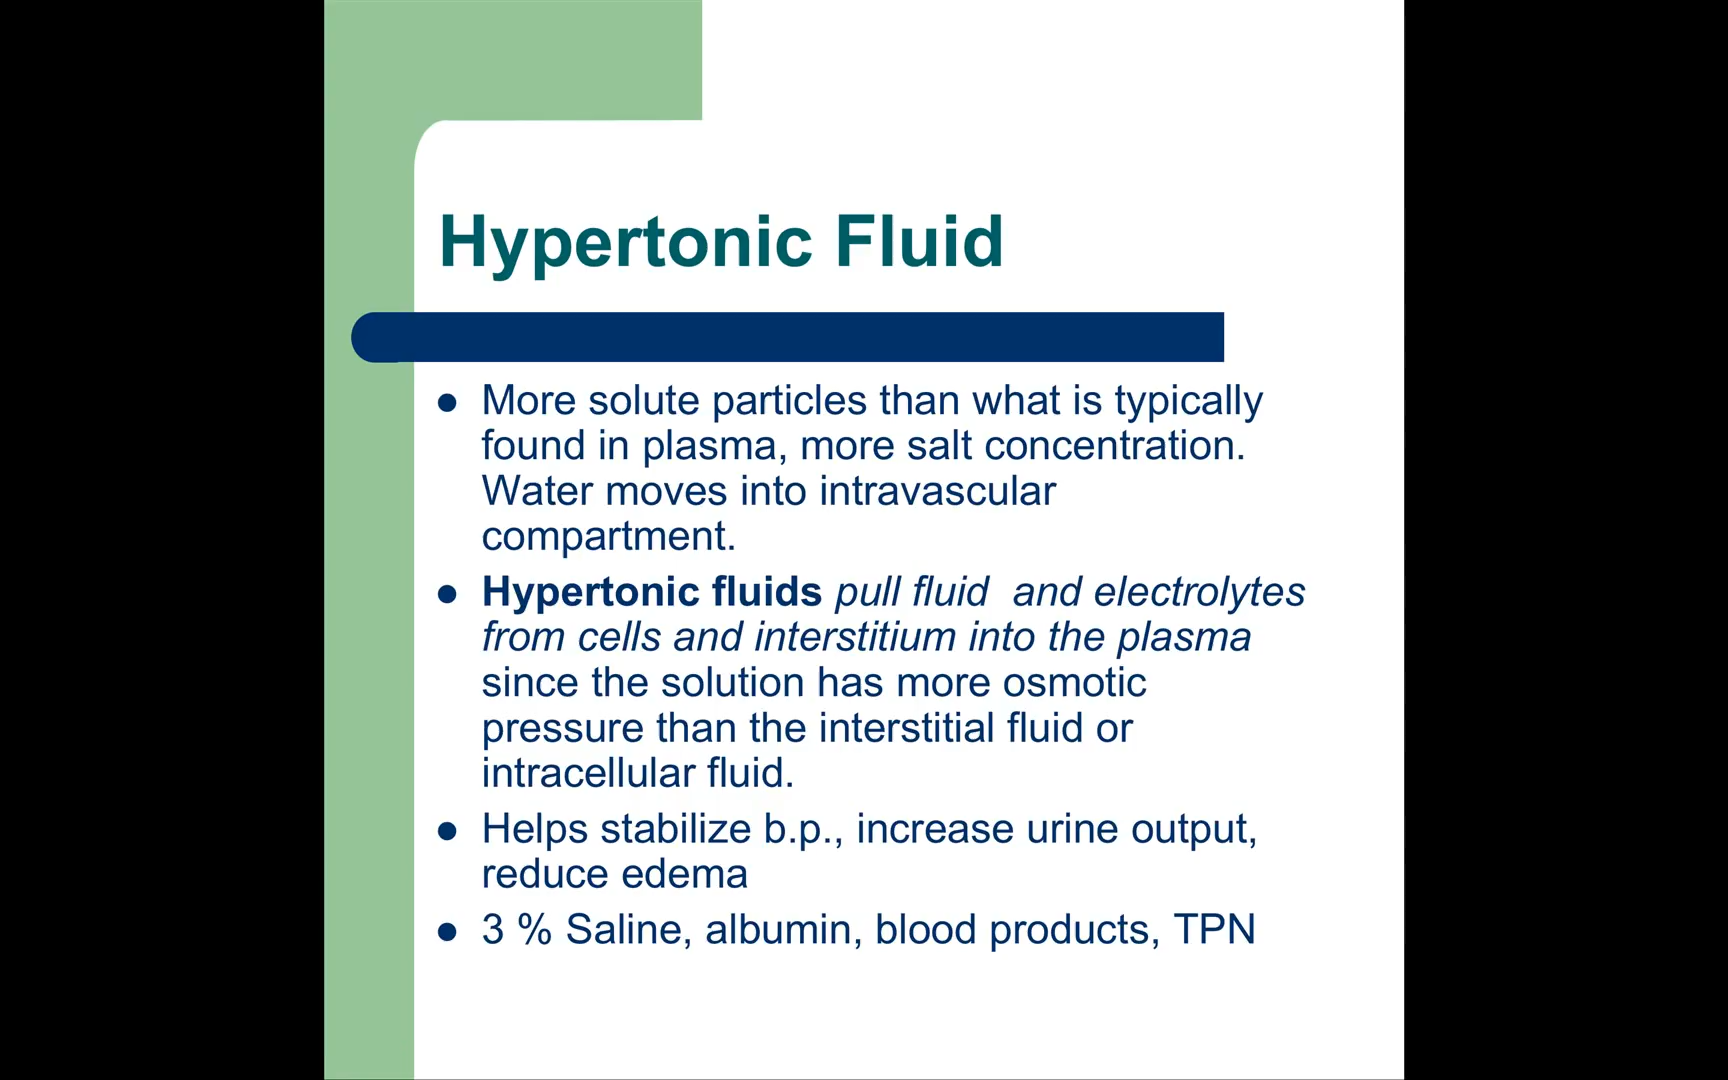 Hypertonic Fluid
More solute particles than what is typically
found in plasma, more salt concentration.
Water moves into intravascular
compartment.
Hypertonic fluids pull fluid  and electrolytes
from cells and interstitium into the plasma
since the solution has more osmotic
pressure than the interstitial fluid or
intracellular fluid.
Helps stabilize b.p., increase urine output,
reduce edema
3 % Saline, albumin, blood products, TPN